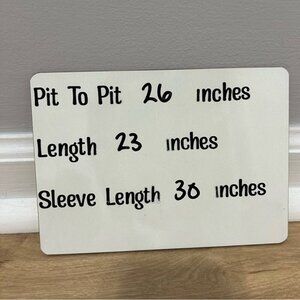 Pit To Pit 26 inches
Length 23 inches
Sleeve Length 30 inches